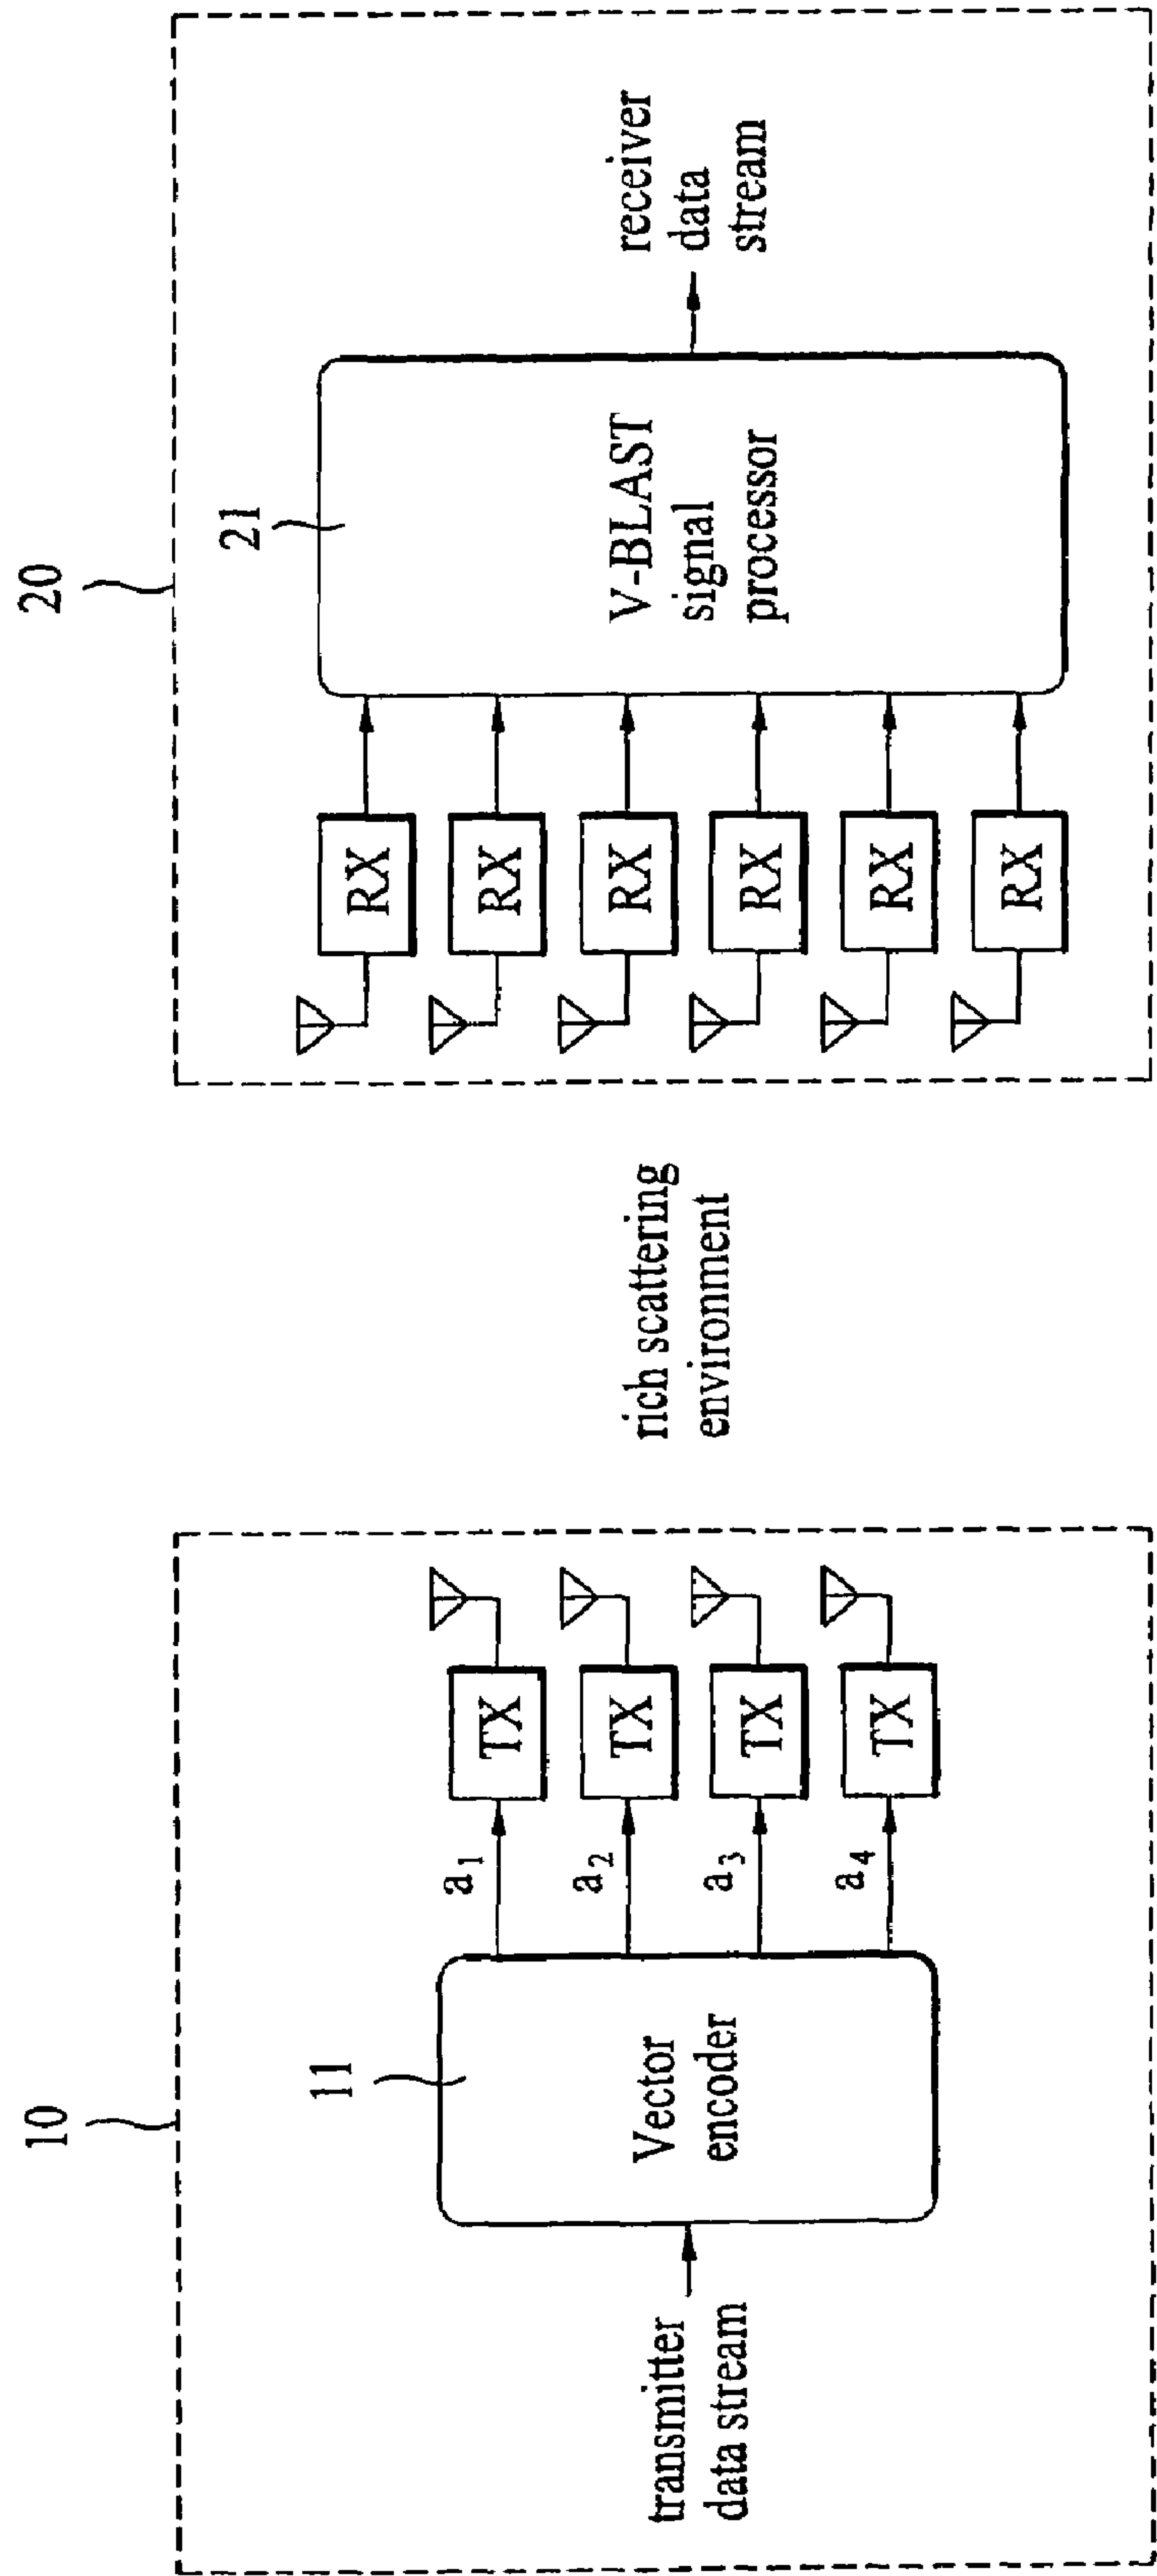 10
11
transmitter
data stream
Vector
encoder
a1
a2
a3
a4
TX
TX
TX
TX
rich scattering
environment
20
21
RX
RX
RX
RX
RX
RX
V-BLAST
signal
processor
receiver
data
stream